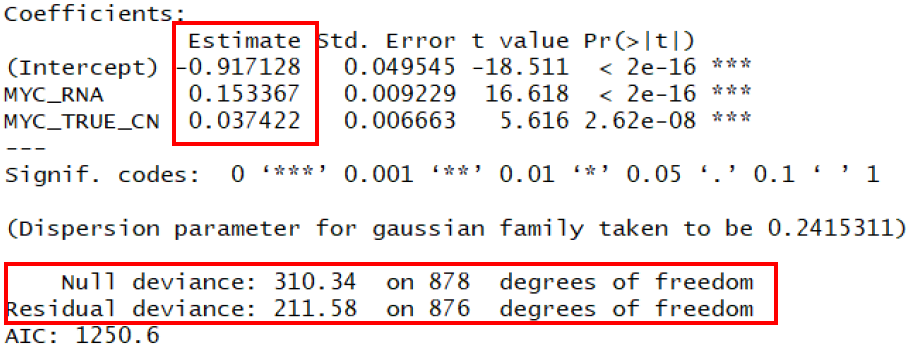 Coefficients:
Estimate Std. Error t value Pr(>|t|)
(Intercept) -0.917128 0.049545 -18.511 < 2e-16 ***
MYC_RNA 0.153367 0.009229 16.618 < 2e-16 ***
MYC_TRUE_CN 0.037422 0.006663 5.616 2.62e-08 ***
---
Signif. codes: 0 ‘***’ 0.001 ‘**’ 0.01 ‘*’ 0.05 ‘.’ 0.1 ‘ ’ 1
(Dispersion parameter for gaussian family taken to be 0.2415311)
Null deviance: 310.34 on 878 degrees of freedom
Residual deviance: 211.58 on 876 degrees of freedom
AIC: 1250.6